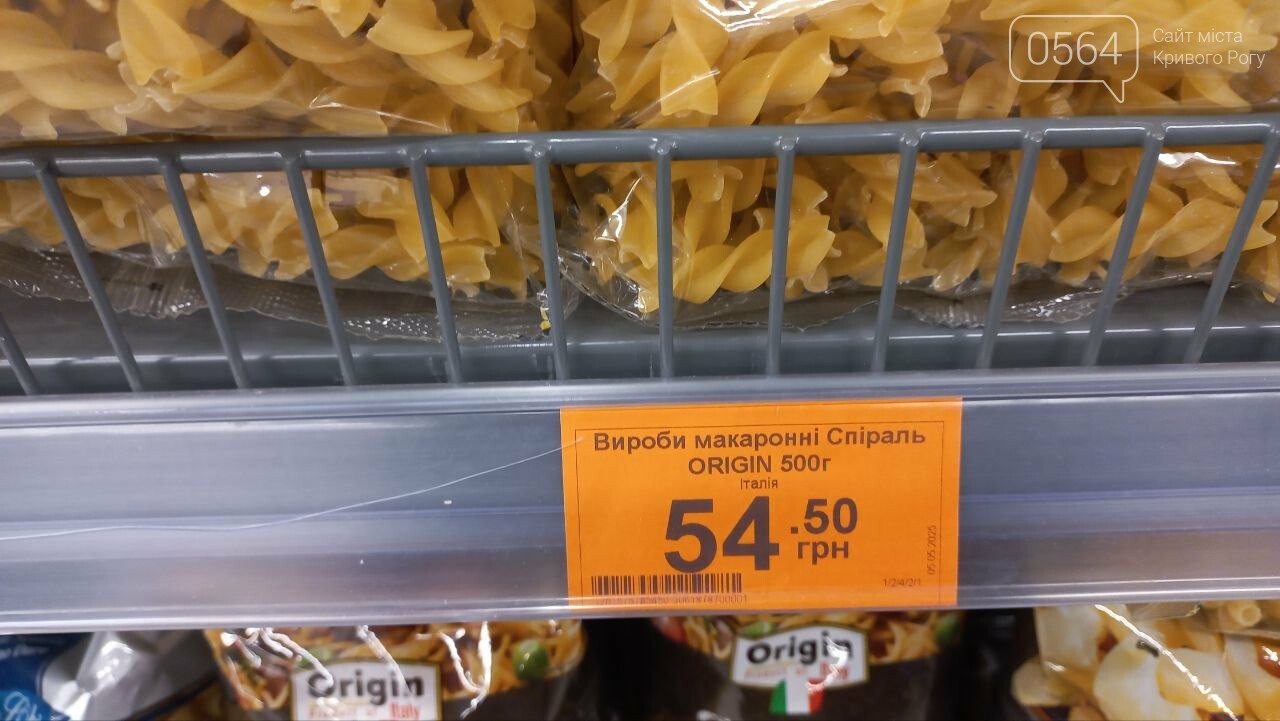 0564
Сайт міста
Кривого Рогу
Вироби макаронні Спіраль
ORIGIN 500г
Італія
54.50
грн
05.05.2025
1/2/4/2/1
Origin
Italy
Origin